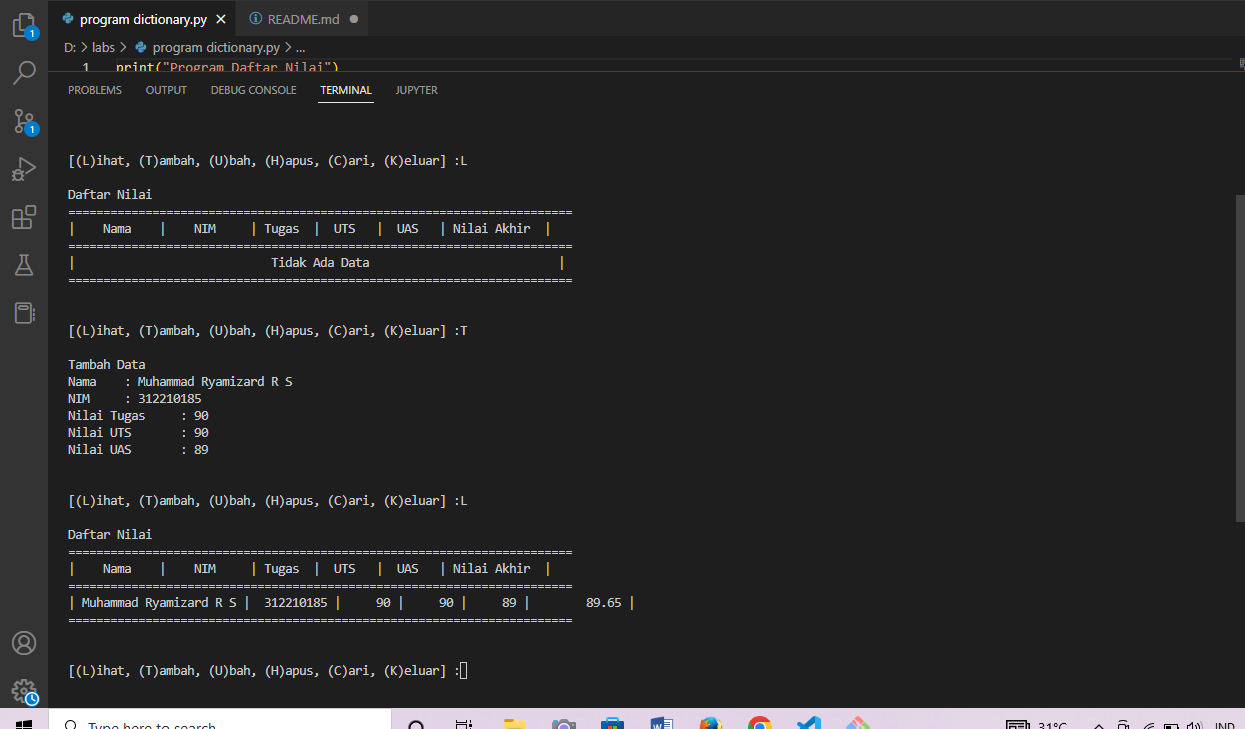 program dictionary.py
README.md
D: > labs > program dictionary.py > ...
1 print("Program Daftar Nilai")
PROBLEMS OUTPUT DEBUG CONSOLE TERMINAL JUPYTER
[(L)ihat, (T)ambah, (U)bah, (H)apus, (C)ari, (K)eluar] :L
Daftar Nilai
========================================================================
| Nama | NIM | Tugas | UTS | UAS | Nilai Akhir |
========================================================================
| Tidak Ada Data |
========================================================================
[(L)ihat, (T)ambah, (U)bah, (H)apus, (C)ari, (K)eluar] :T
Tambah Data
Nama : Muhammad Ryamizard R S
NIM : 312210185
Nilai Tugas : 90
Nilai UTS : 90
Nilai UAS : 89
[(L)ihat, (T)ambah, (U)bah, (H)apus, (C)ari, (K)eluar] :L
Daftar Nilai
========================================================================
| Nama | NIM | Tugas | UTS | UAS | Nilai Akhir |
========================================================================
| Muhammad Ryamizard R S | 312210185 | 90 | 90 | 89 | 89.65 |
========================================================================
[(L)ihat, (T)ambah, (U)bah, (H)apus, (C)ari, (K)eluar] :
1
1
Type here to search
31°C
IND